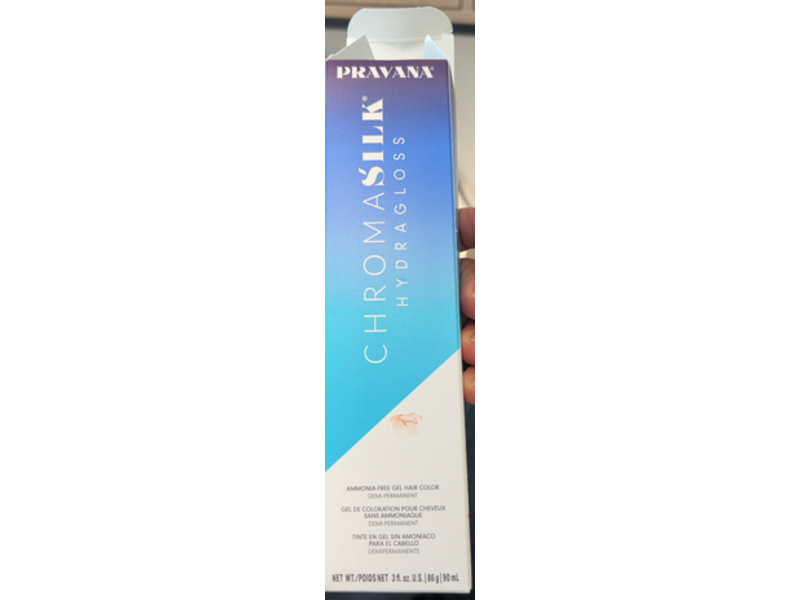 PRAVANA®
CHROMASILK®
HYDRAGLOSS
AMMONIA-FREE GEL HAIR COLOR
DEMI-PERMANENT
GEL DE COLORATION POUR CHEVEUX
SANS AMMONIAQUE
DEMI-PERMANENT
TINTE EN GEL SIN AMONÍACO
PARA EL CABELLO
DEMIPERMANENTE
NET WT./POIDS NET 3 fl. oz. U.S. | 86 g | 90 mL